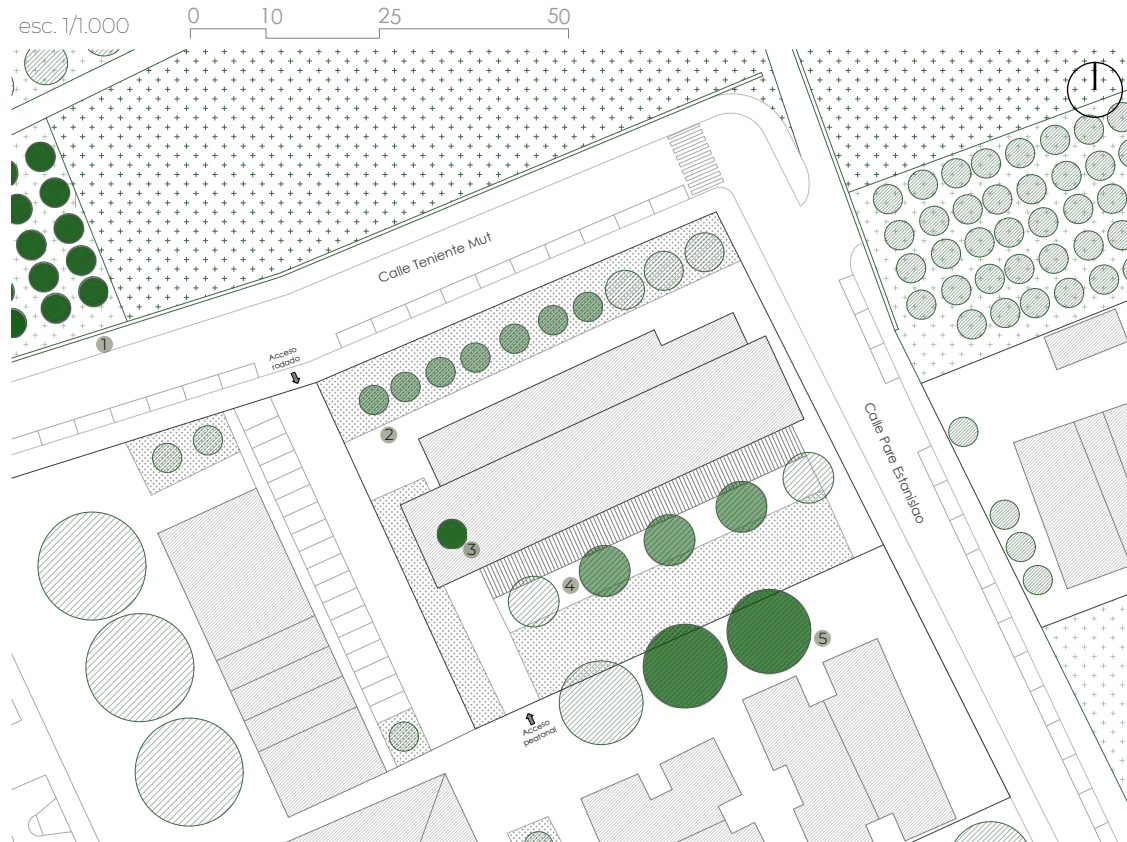 esc. 1/1.000
0 10 25 50
Calle Teniente Mut
1
Acceso
rodado
2
Calle Pare Estanislao
3
4
5
Acceso
peatonal